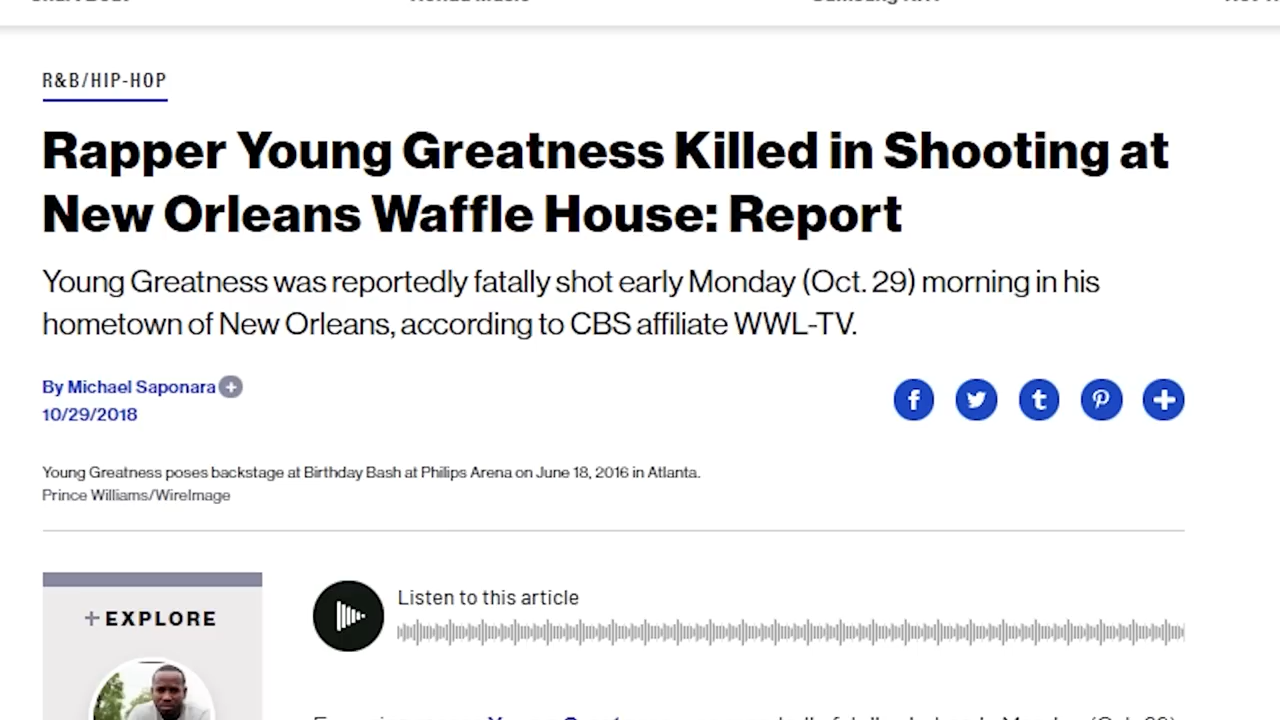 R&B/HIP-HOP
Rapper Young Greatness Killed in Shooting at
New Orleans Waffle House: Report
Young Greatness was reportedly fatally shot early Monday (Oct. 29) morning in his
hometown of New Orleans, according to CBS affiliate WWL-TV.
By Michael Saponara
10/29/2018
Young Greatness poses backstage at Birthday Bash at Philips Arena on June 18, 2016 in Atlanta.
Prince Williams/WireImage
+EXPLORE
Listen to this article